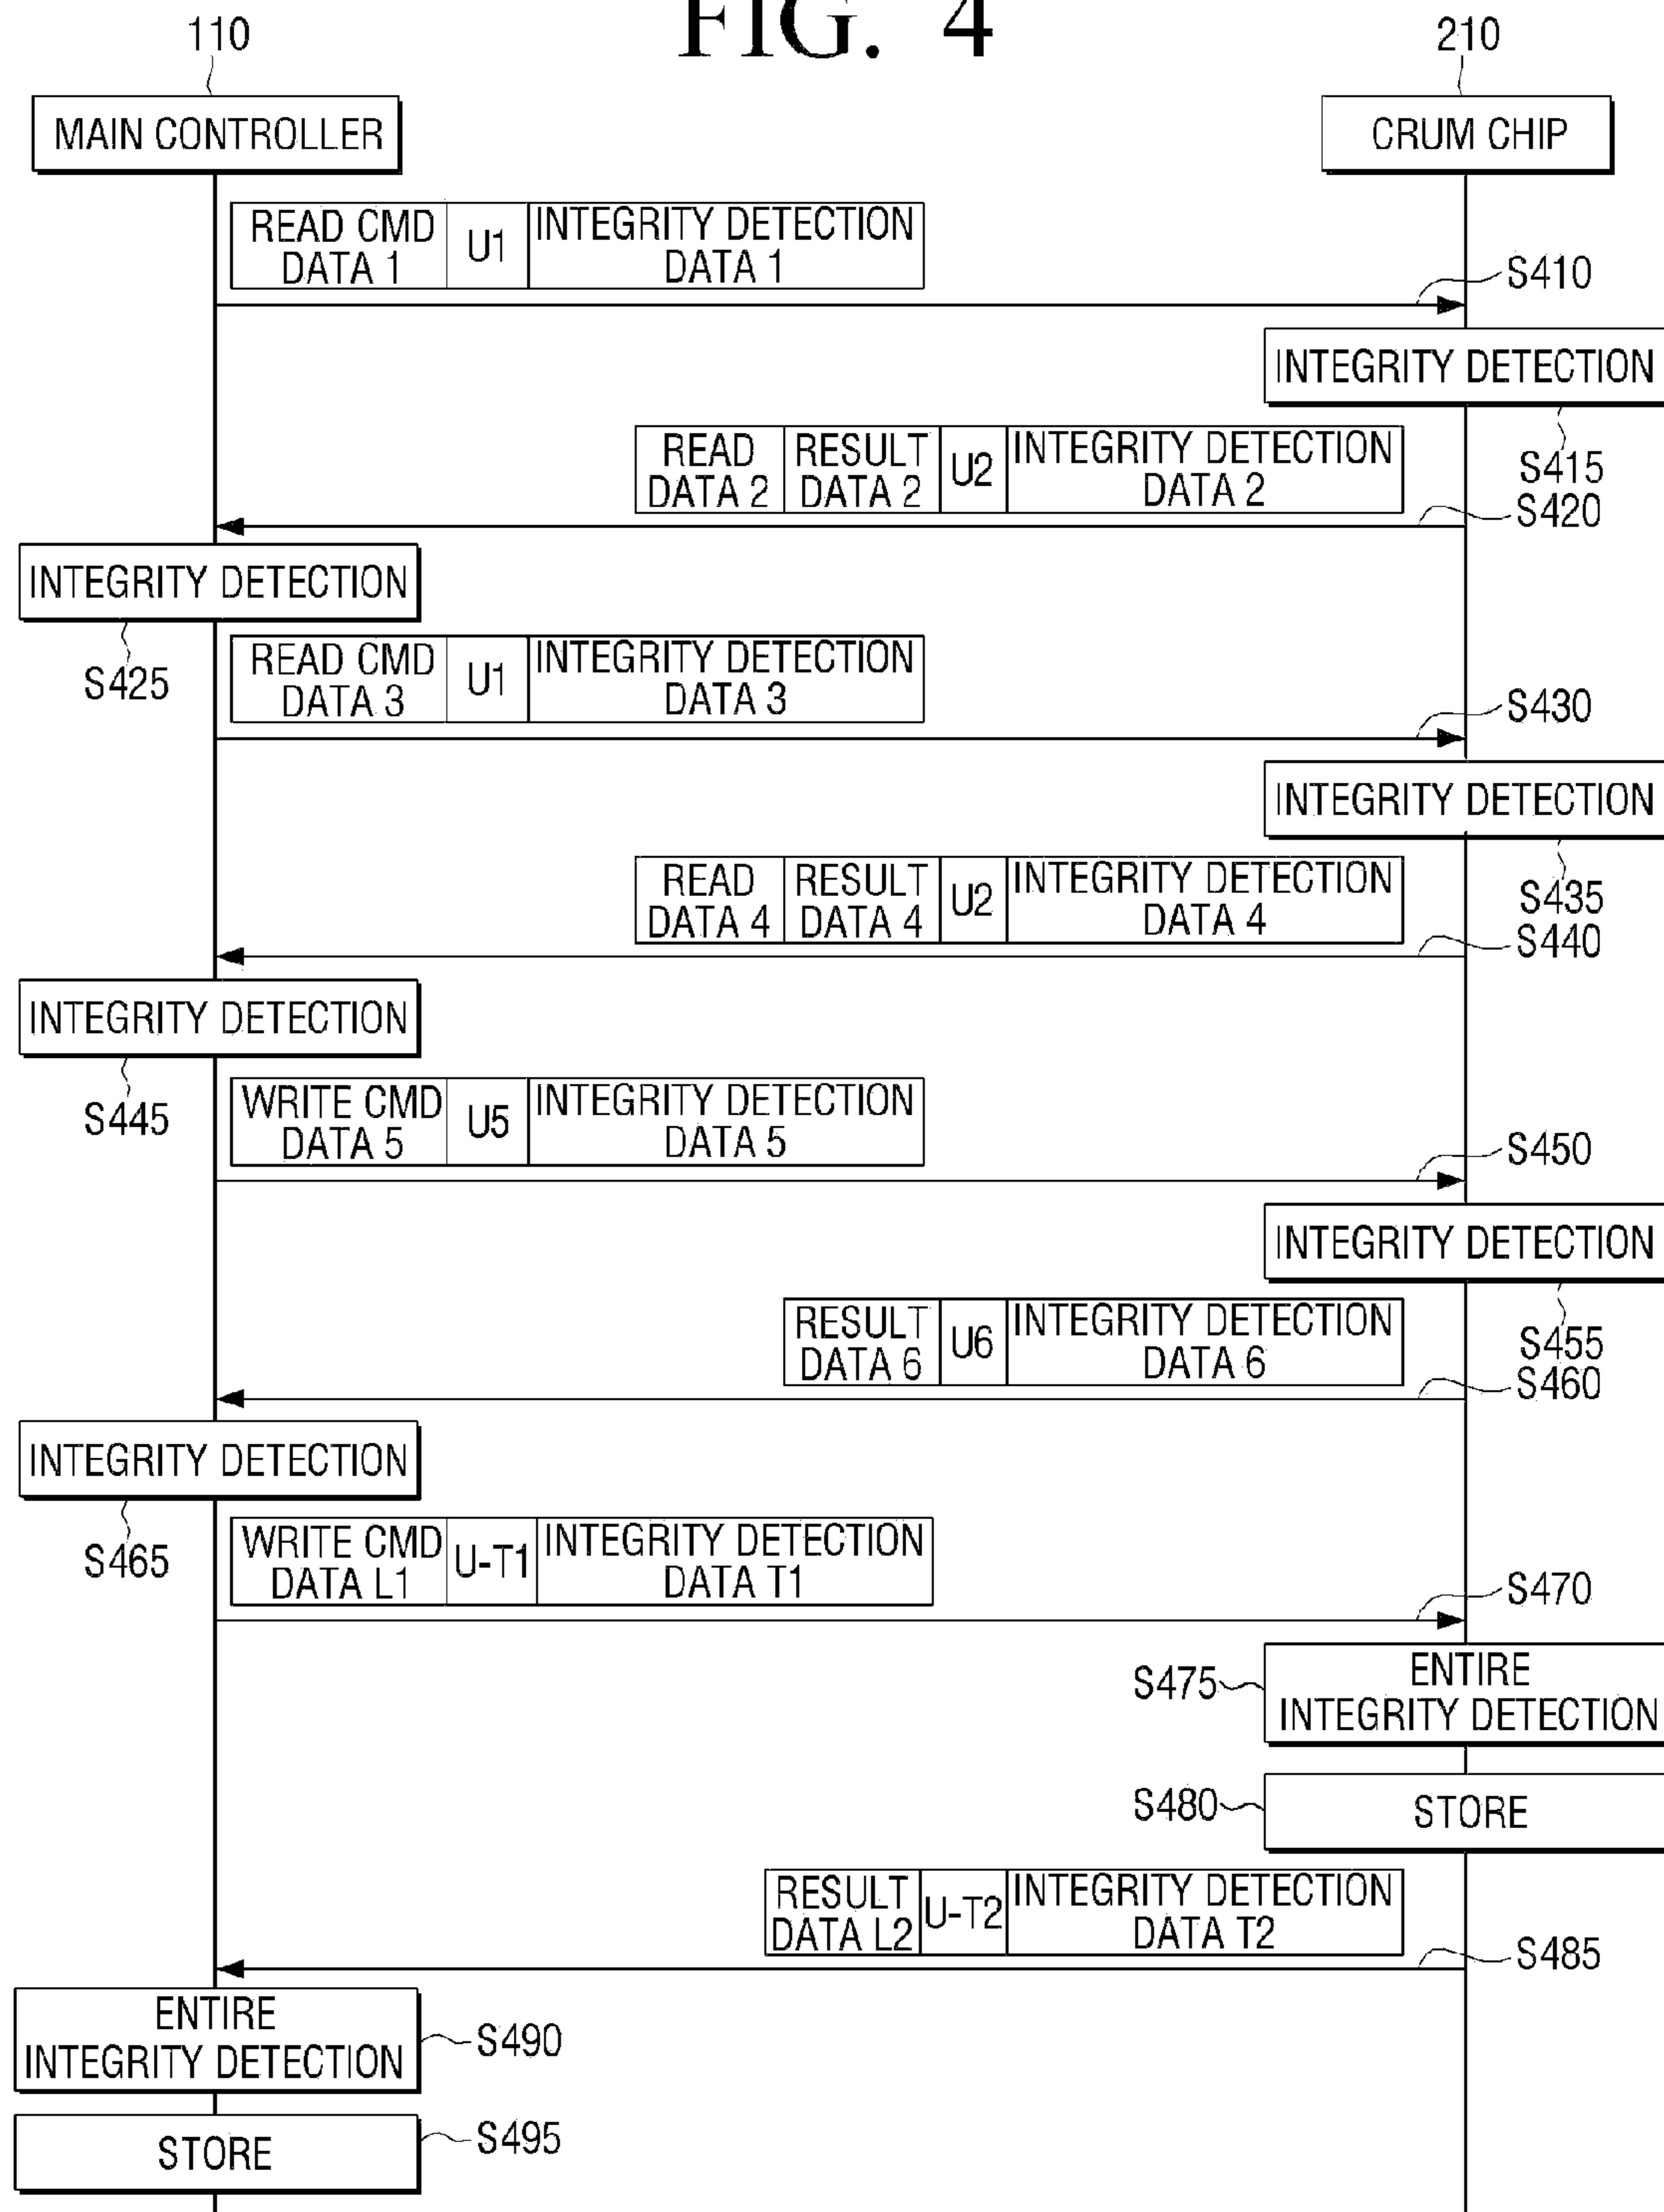 FIG. 4
110
210
MAIN CONTROLLER
CRUM CHIP
READ CMD
DATA 1
U1
INTEGRITY DETECTION
DATA 1
S410
INTEGRITY DETECTION
S415
READ
DATA 2
RESULT
DATA 2
U2
INTEGRITY DETECTION
DATA 2
S420
INTEGRITY DETECTION
S425
READ CMD
DATA 3
U1
INTEGRITY DETECTION
DATA 3
S430
INTEGRITY DETECTION
S435
READ
DATA 4
RESULT
DATA 4
U2
INTEGRITY DETECTION
DATA 4
S440
INTEGRITY DETECTION
S445
WRITE CMD
DATA 5
U5
INTEGRITY DETECTION
DATA 5
S450
INTEGRITY DETECTION
S455
RESULT
DATA 6
U6
INTEGRITY DETECTION
DATA 6
S460
INTEGRITY DETECTION
S465
WRITE CMD
DATA L1
U-T1
INTEGRITY DETECTION
DATA T1
S470
S475
ENTIRE
INTEGRITY DETECTION
S480
STORE
RESULT
DATA L2
U-T2
INTEGRITY DETECTION
DATA T2
S485
ENTIRE
INTEGRITY DETECTION
S490
STORE
S495